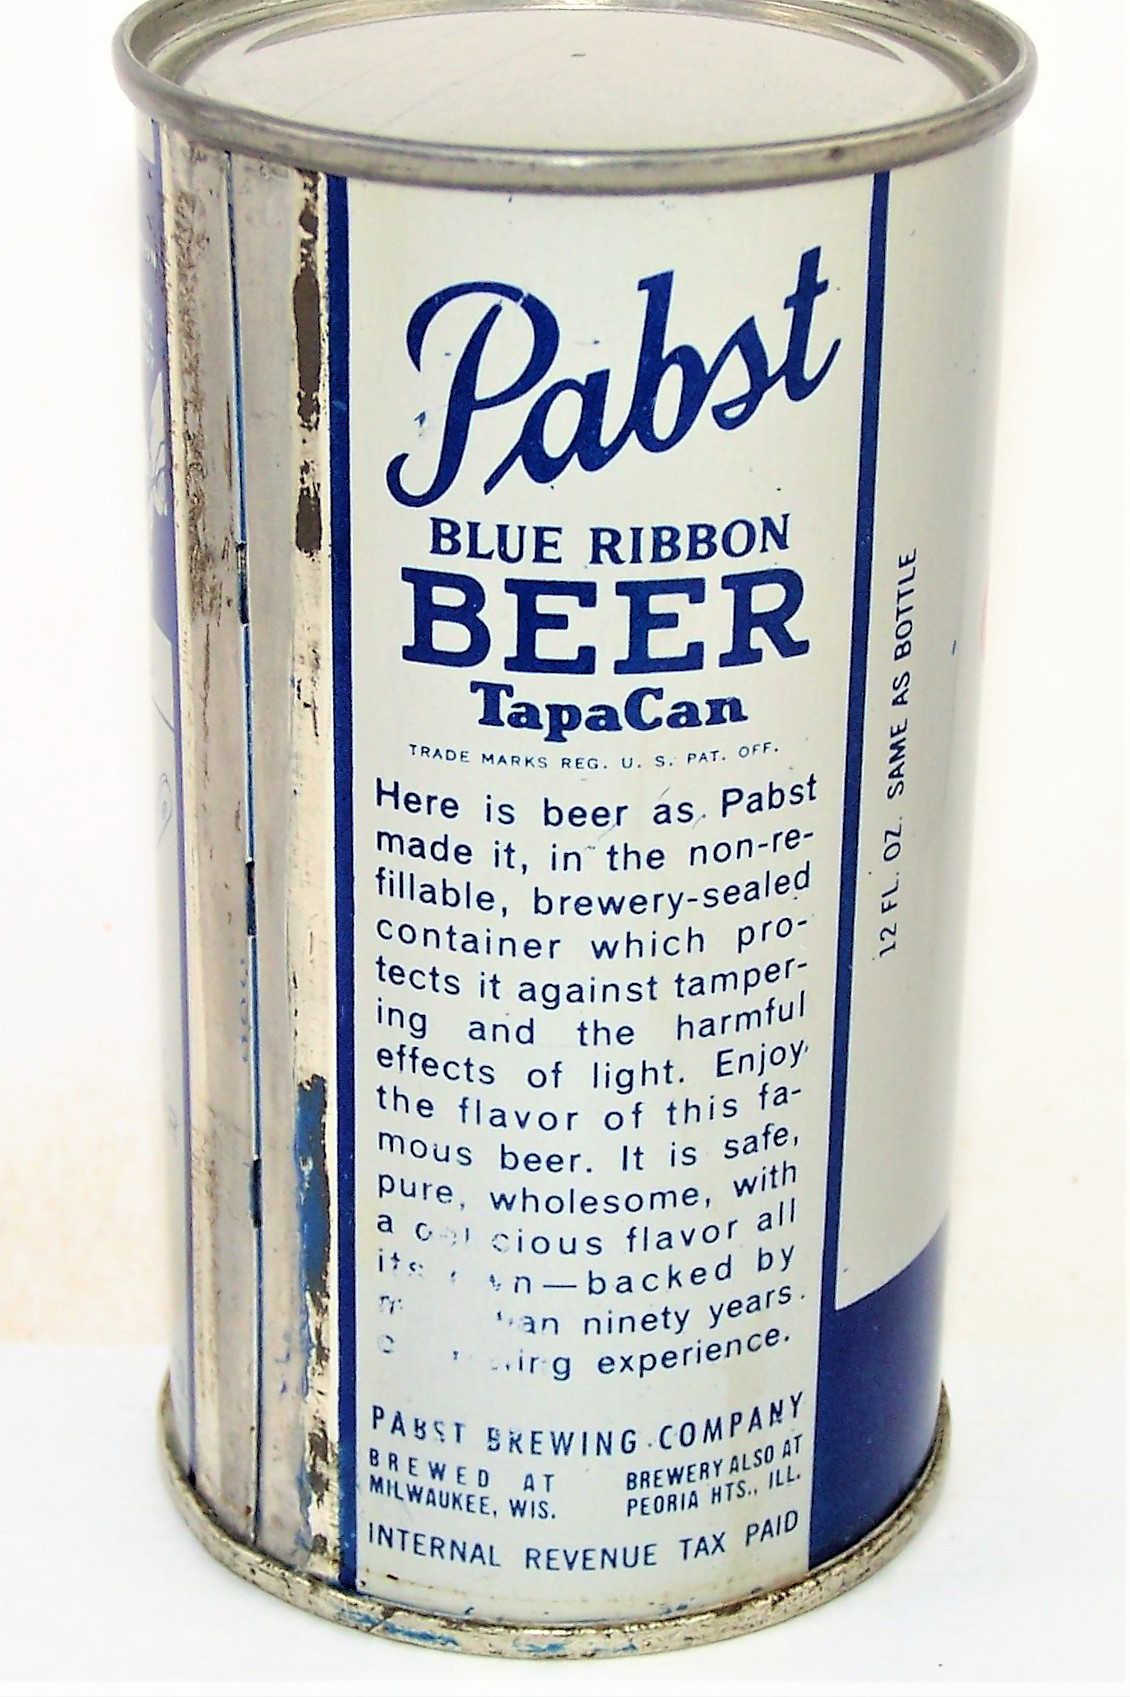 Pabst
BLUE RIBBON
BEER
TapaCan
TRADE MARKS REG. U. S. PAT. OFF.
Here is beer as Pabst
made it, in the non-re-
fillable, brewery-sealed
container which pro-
tects it against tamper-
ing and the harmful
effects of light. Enjoy
the flavor of this fa-
mous beer. It is safe,
pure, wholesome, with
a flavor all
its —backed by
ninety years
experience.
PABST BREWING COMPANY
BREWED AT
MILWAUKEE, WIS.
BREWERY ALSO AT
PEORIA HTS., ILL.
INTERNAL REVENUE TAX PAID
12 FL. OZ. SAME AS BOTTLE